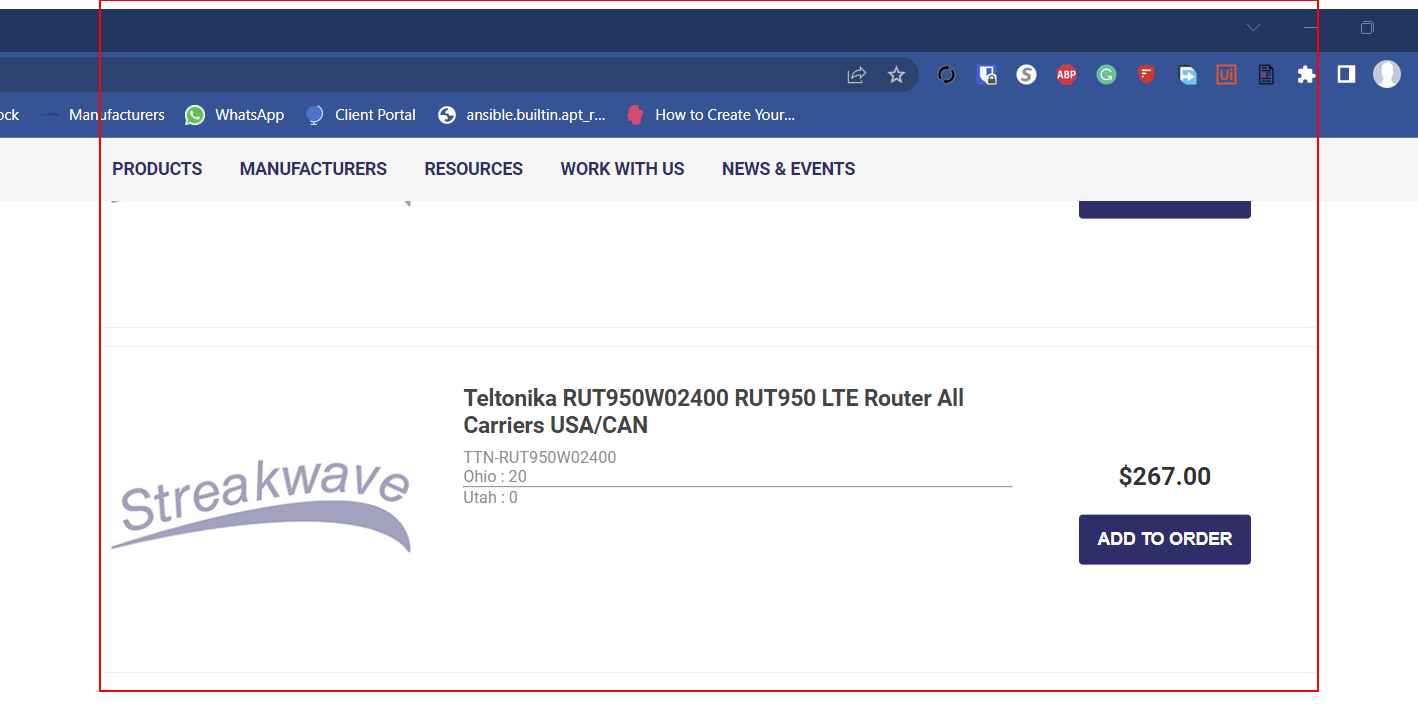 ock Manufacturers WhatsApp Client Portal ansible.builtin.apt_r... How to Create Your...
PRODUCTS MANUFACTURERS RESOURCES WORK WITH US NEWS & EVENTS
Streakwave
Teltonika RUT950W02400 RUT950 LTE Router All
Carriers USA/CAN
TTN-RUT950W02400
Ohio : 20
Utah : 0
$267.00
ADD TO ORDER
S
ABP
G
Ui